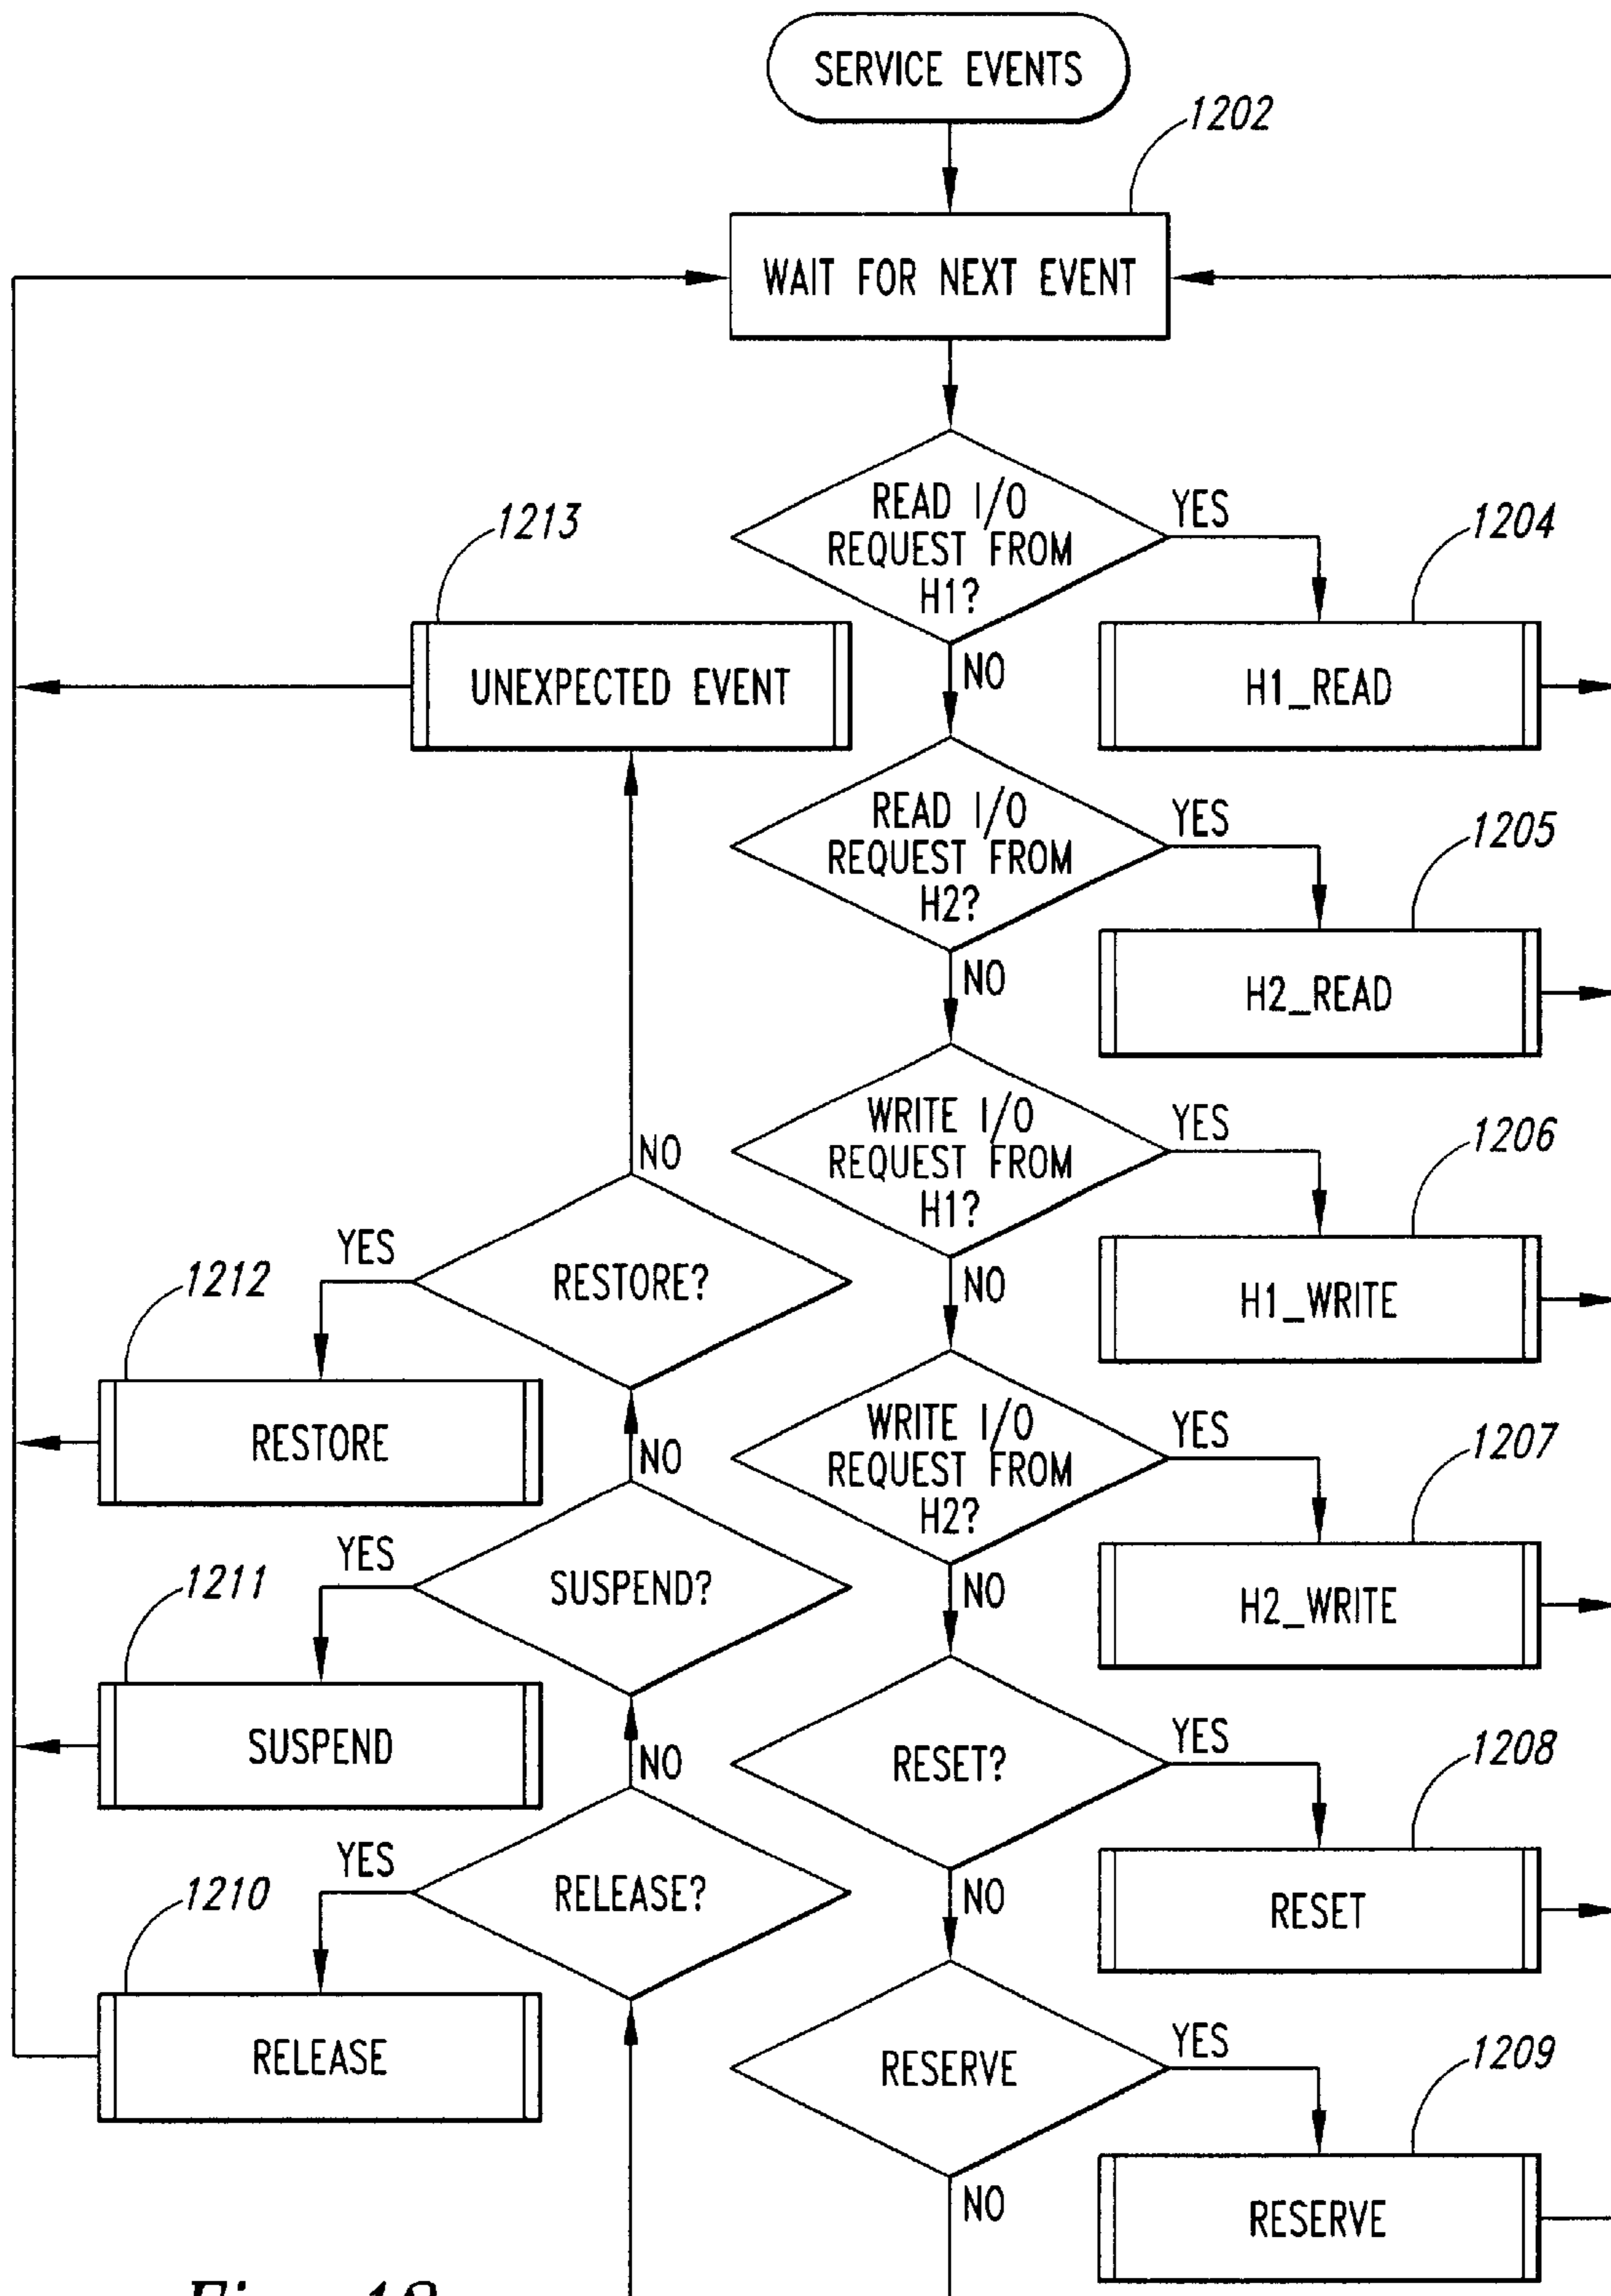 SERVICE EVENTS
1202
WAIT FOR NEXT EVENT
READ I/O
REQUEST FROM
H1?
YES
1204
H1_READ
NO
1213
UNEXPECTED EVENT
READ I/O
REQUEST FROM
H2?
YES
1205
H2_READ
NO
WRITE I/O
REQUEST FROM
H1?
YES
1206
H1_WRITE
NO
WRITE I/O
REQUEST FROM
H2?
YES
1207
H2_WRITE
NO
RESET?
YES
1208
RESET
NO
RESERVE
YES
1209
RESERVE
NO
NO
RESTORE?
YES
1212
RESTORE
NO
SUSPEND?
YES
1211
SUSPEND
NO
RELEASE?
YES
1210
RELEASE